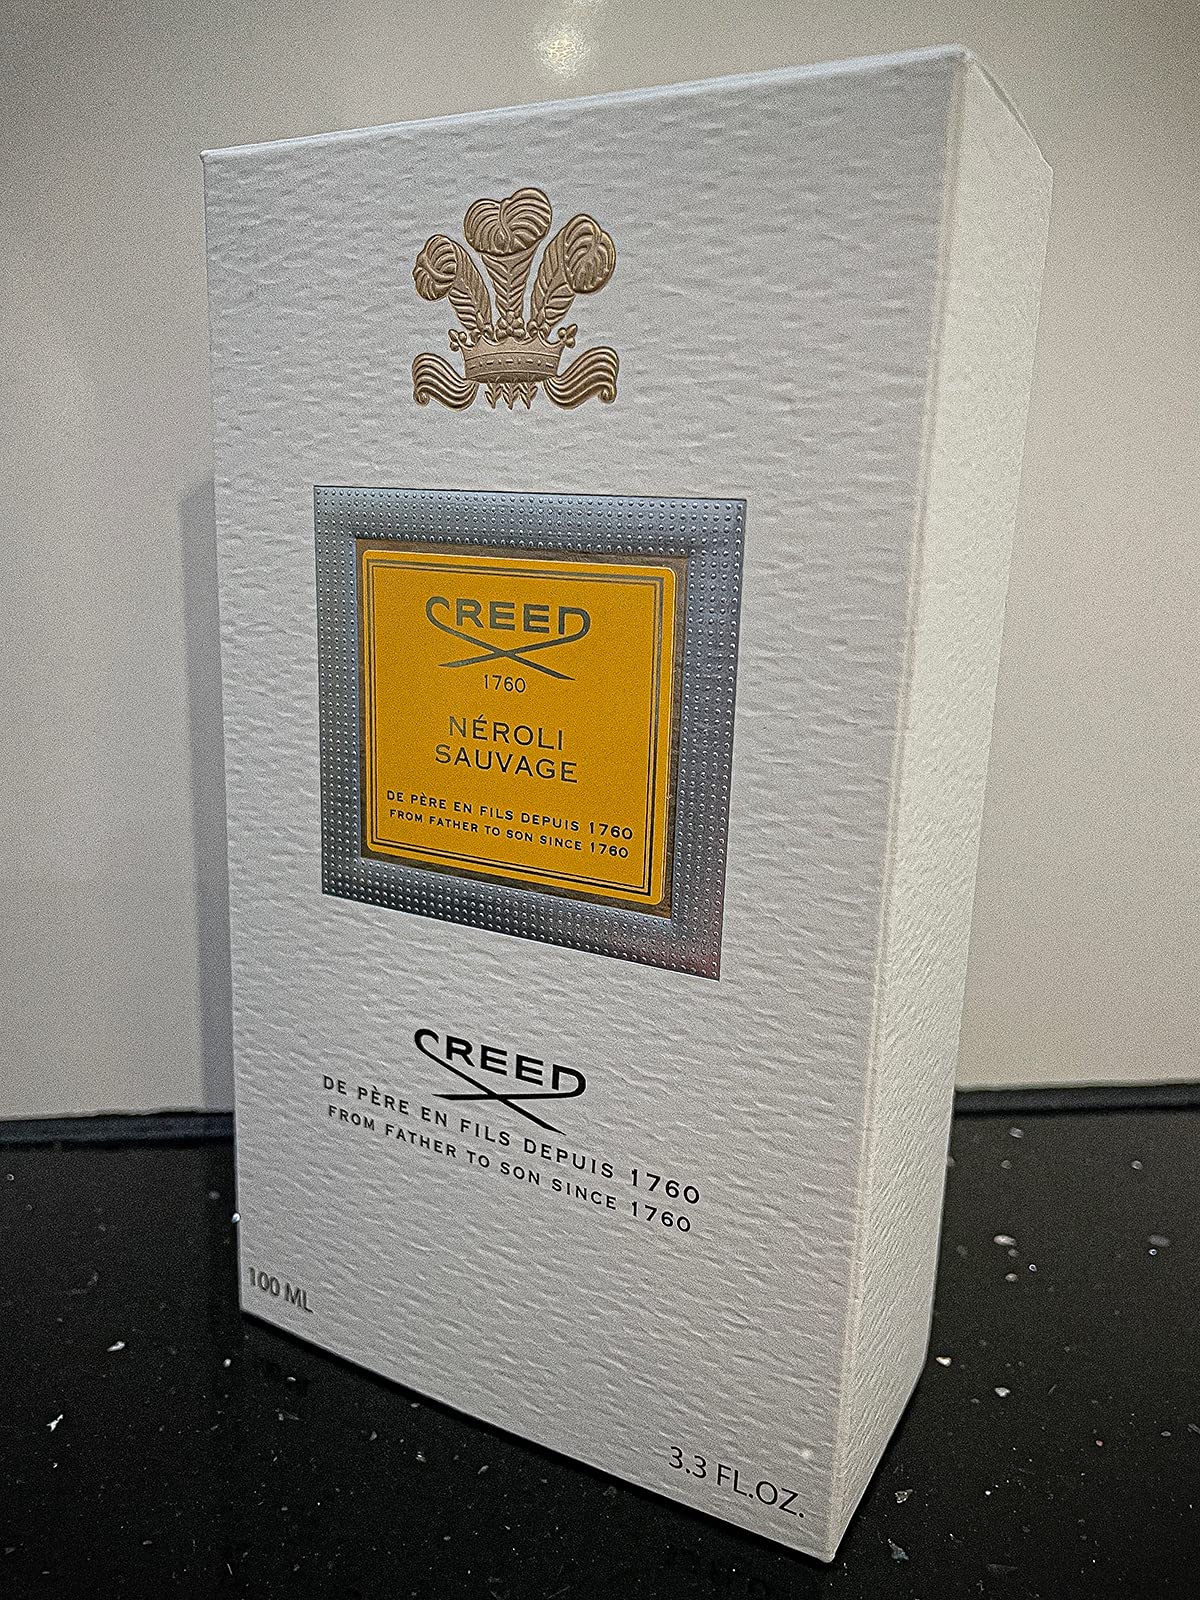 CREED
1760
NÉROLI
SAUVAGE
DE PÈRE EN FILS DEPUIS 1760
FROM FATHER TO SON SINCE 1760
CREED
DE PÈRE EN FILS DEPUIS 1760
FROM FATHER TO SON SINCE 1760
100 ML
3.3 FL.OZ.